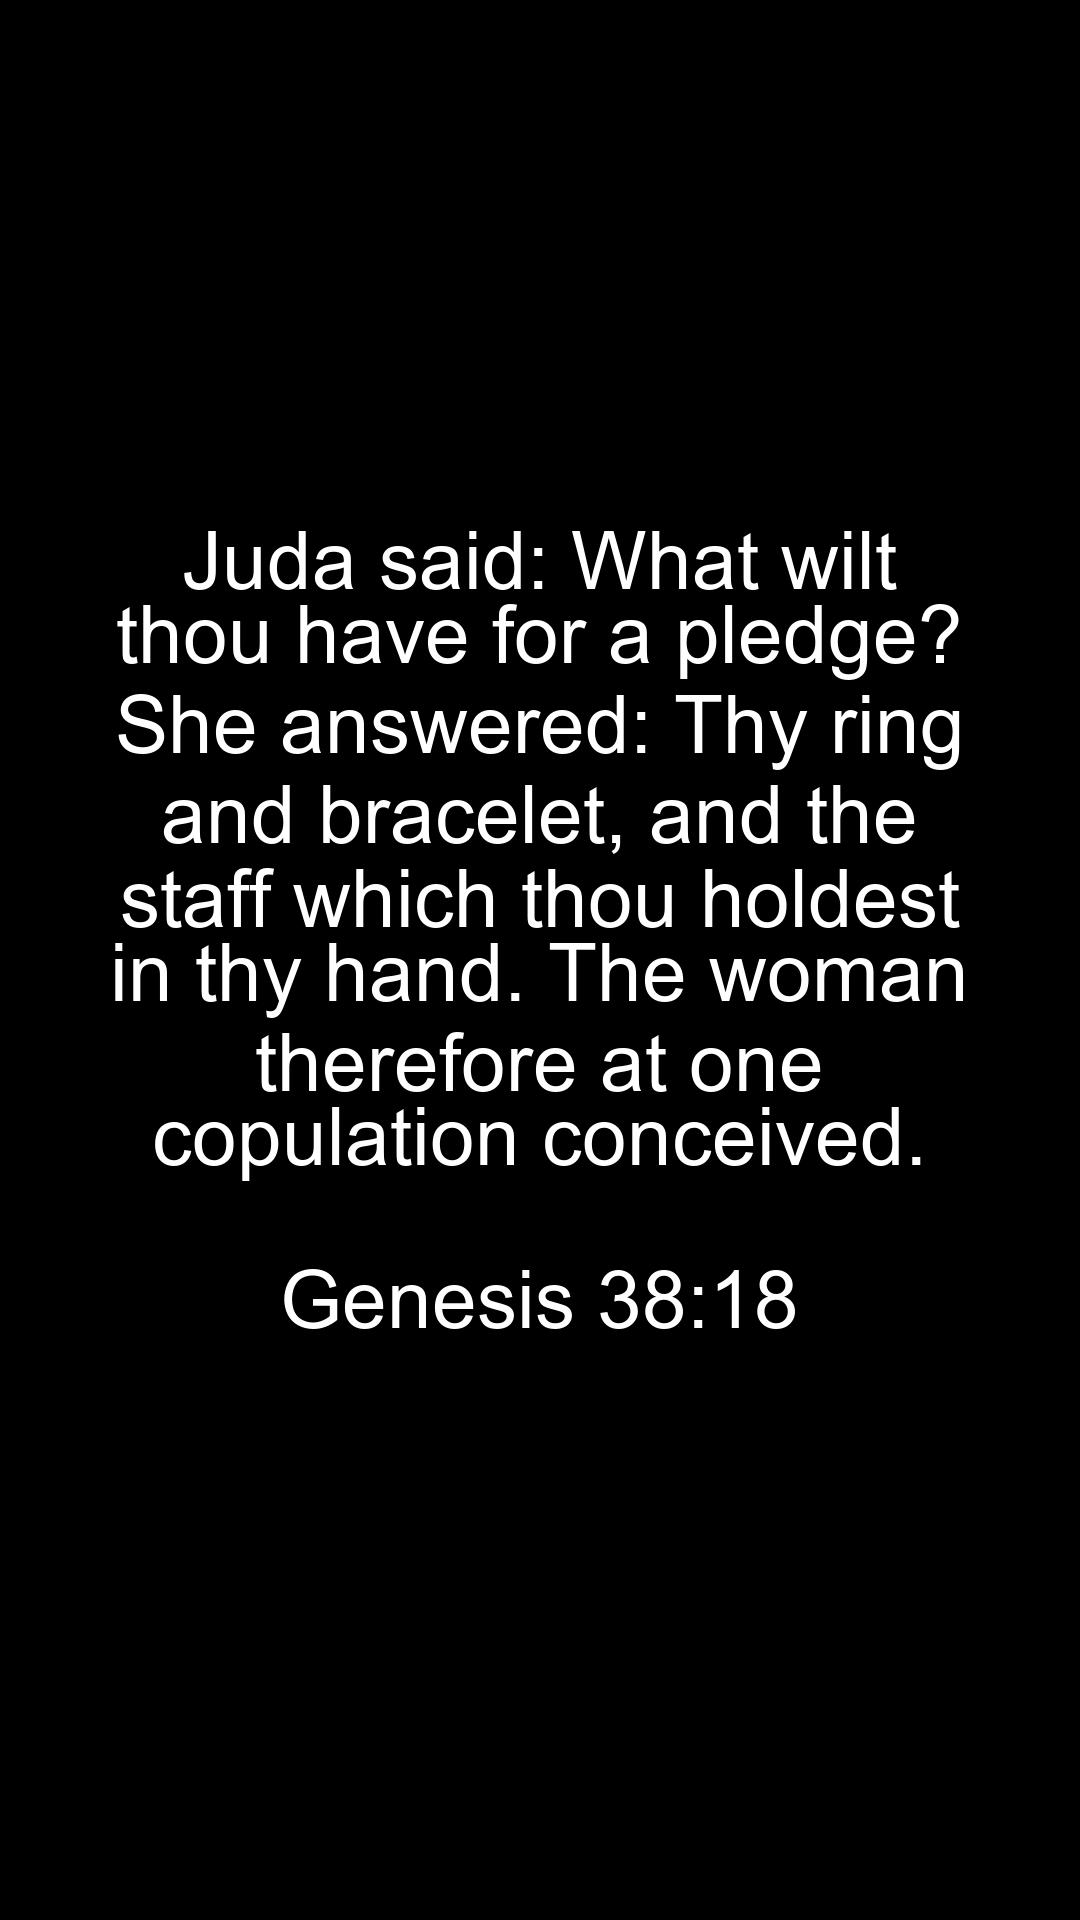 Juda said: What wilt
thou have for a pledge?
She answered: Thy ring
and bracelet, and the
staff which thou holdest
in thy hand. The woman
therefore at one
copulation conceived.
Genesis 38:18